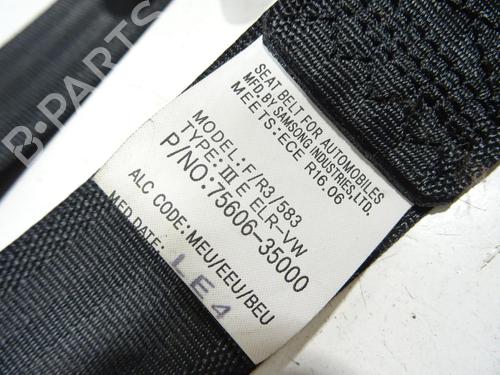 SEAT BELT FOR AUTOMOBILES
MFD.BY SAMSONG INDUSTRIES,LTD.
MEETS:ECE R16.06
MODEL:F/R3/583
TYPE:III E ELR-VW
P/NO:75606-35000
ALC CODE:MEU/EEU/BEU
MFD DATE:
LE4
B-PARTS